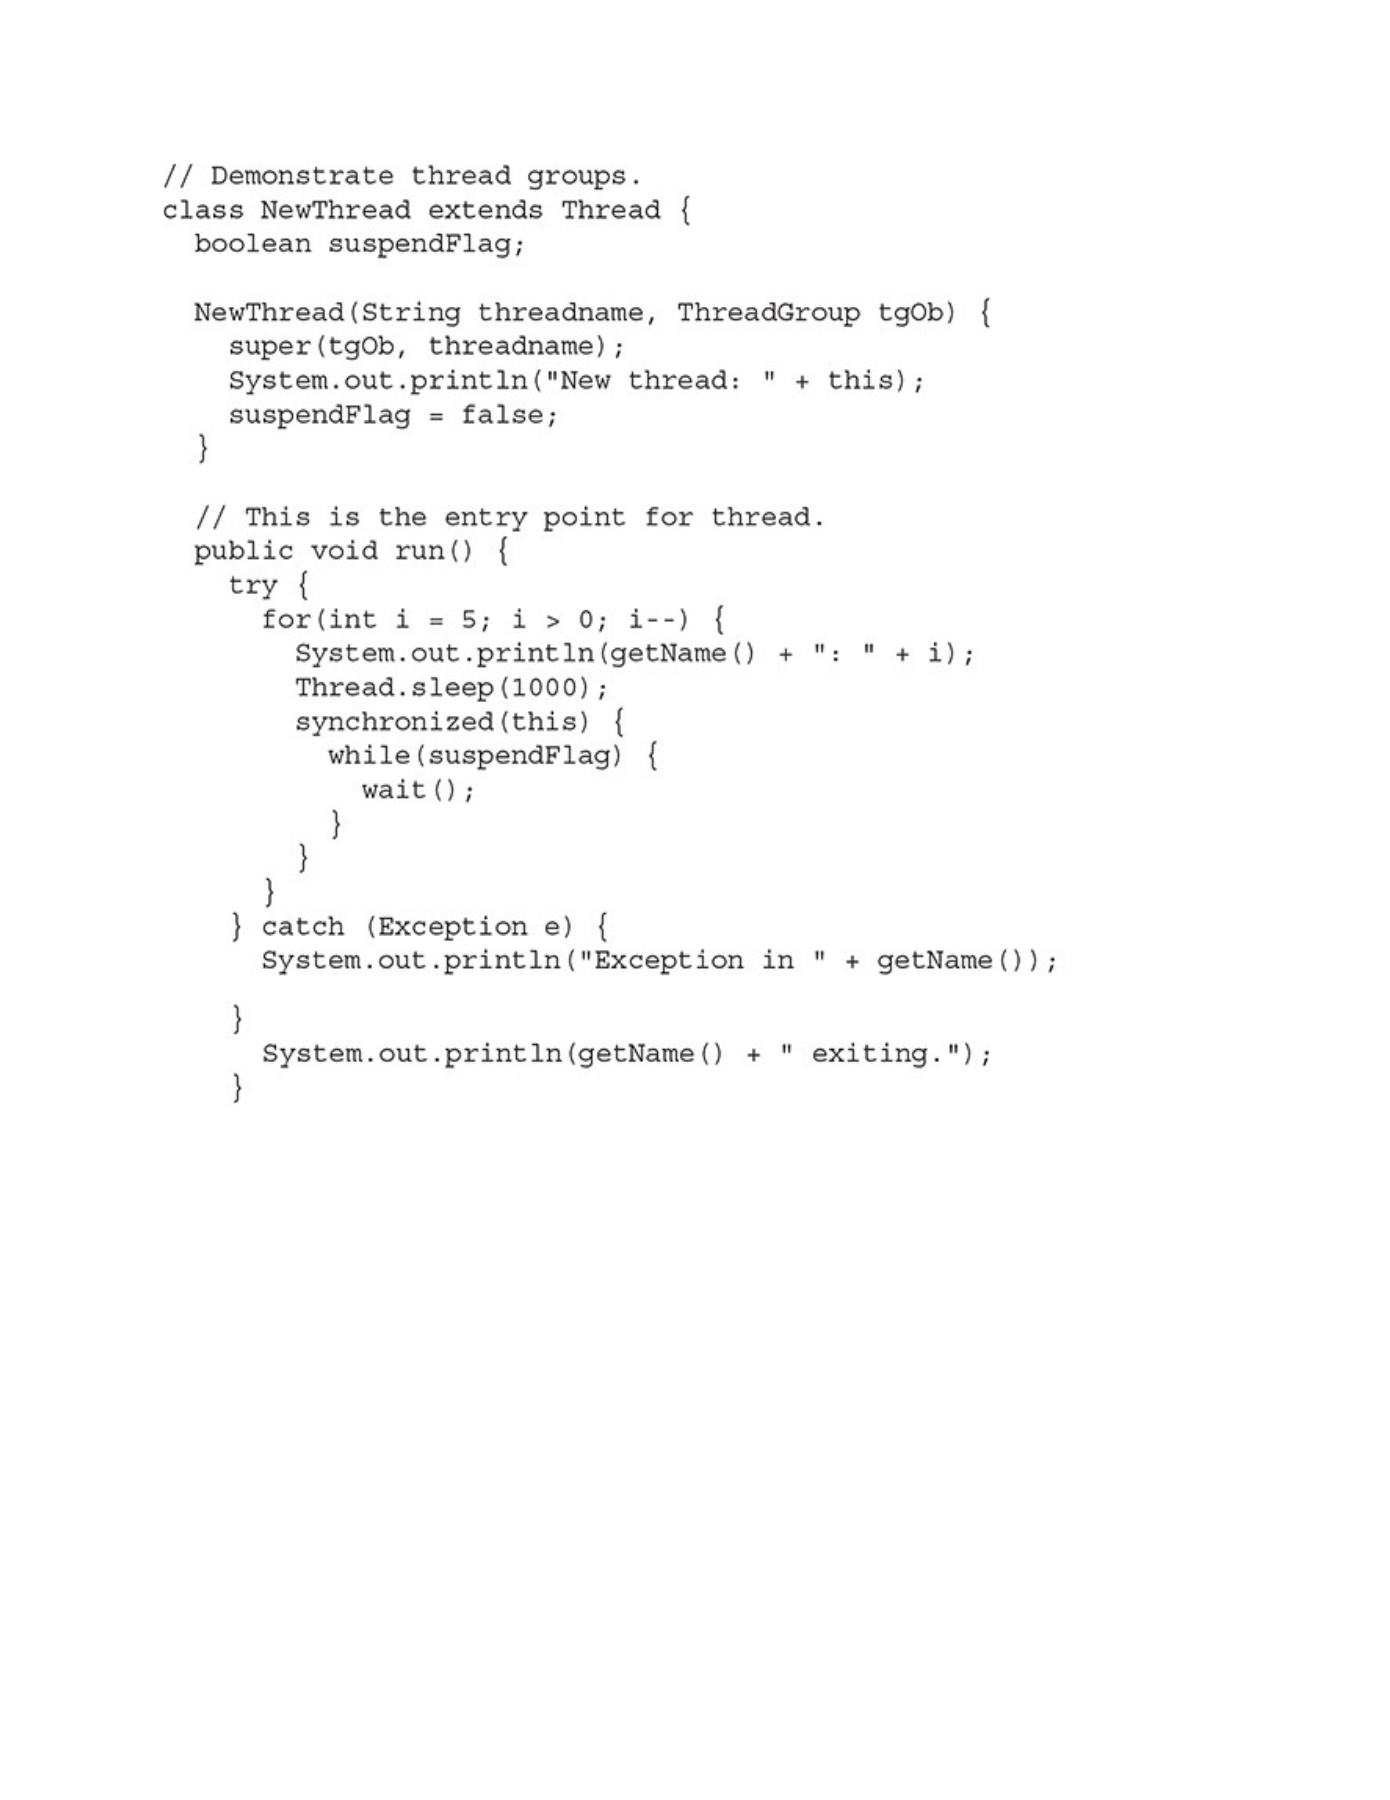 // Demonstrate thread groups.
class NewThread extends Thread {
  boolean suspendFlag;

  NewThread(String threadname, ThreadGroup tgOb) {
    super(tgOb, threadname);
    System.out.println("New thread: " + this);
    suspendFlag = false;
  }

  // This is the entry point for thread.
  public void run() {
    try {
      for(int i = 5; i > 0; i--) {
        System.out.println(getName() + ": " + i);
        Thread.sleep(1000);
        synchronized(this) {
          while(suspendFlag) {
            wait();
          }
        }
      }
    } catch (Exception e) {
      System.out.println("Exception in " + getName());

    }
      System.out.println(getName() + " exiting.");
    }